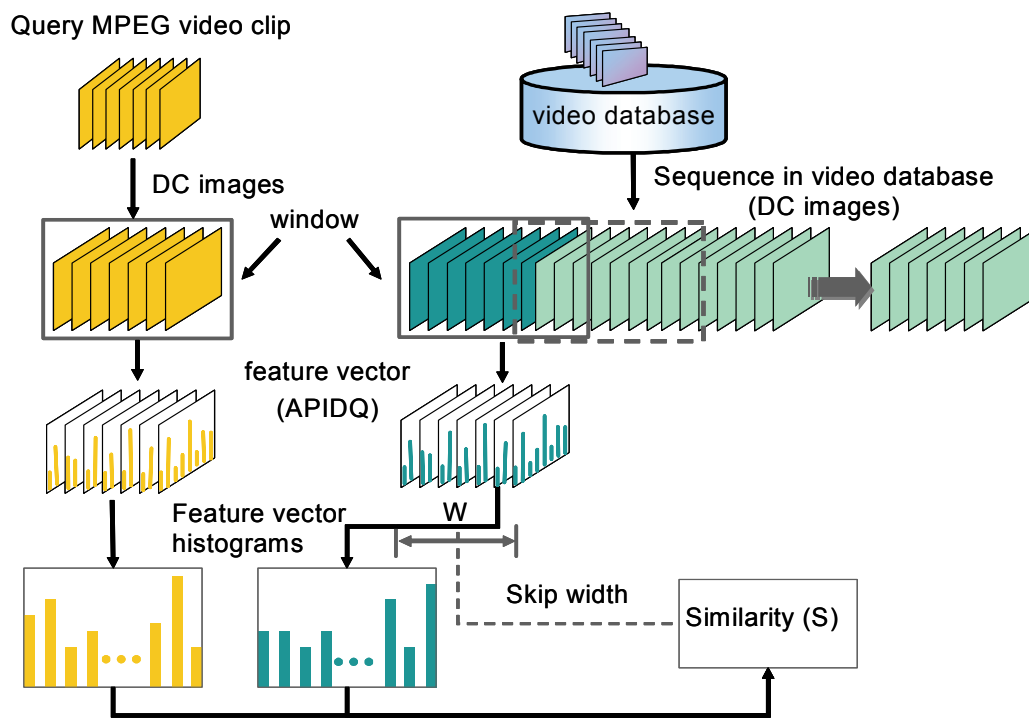 Query MPEG video clip
video database
DC images
Sequence in video database
(DC images)
window
feature vector
(APIDQ)
Feature vector
histograms
W
Skip width
Similarity (S)